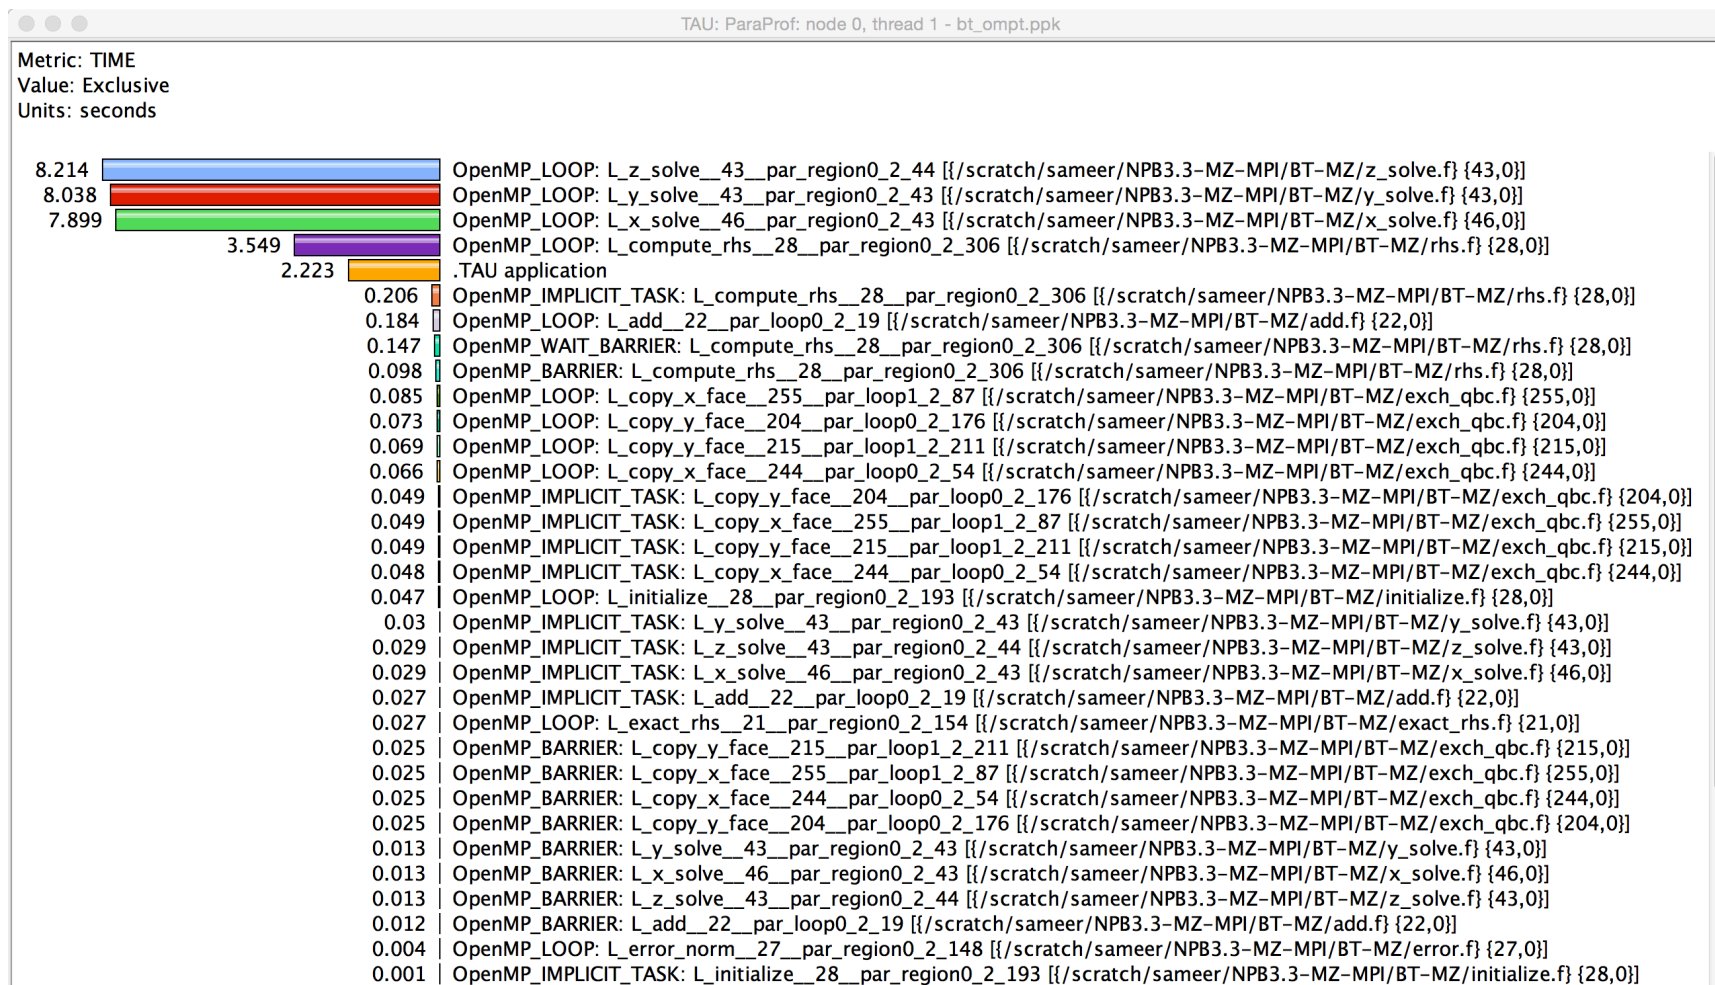 TAU: ParaProf: node 0, thread 1 - bt_ompt.ppk
Metric: TIME
Value: Exclusive
Units: seconds
8.214 OpenMP_LOOP: L_z_solve__43__par_region0_2_44 [{/scratch/sameer/NPB3.3-MZ-MPI/BT-MZ/z_solve.f} {43,0}]
8.038 OpenMP_LOOP: L_y_solve__43__par_region0_2_43 [{/scratch/sameer/NPB3.3-MZ-MPI/BT-MZ/y_solve.f} {43,0}]
7.899 OpenMP_LOOP: L_x_solve__46__par_region0_2_43 [{/scratch/sameer/NPB3.3-MZ-MPI/BT-MZ/x_solve.f} {46,0}]
3.549 OpenMP_LOOP: L_compute_rhs__28__par_region0_2_306 [{/scratch/sameer/NPB3.3-MZ-MPI/BT-MZ/rhs.f} {28,0}]
2.223 .TAU application
0.206 OpenMP_IMPLICIT_TASK: L_compute_rhs__28__par_region0_2_306 [{/scratch/sameer/NPB3.3-MZ-MPI/BT-MZ/rhs.f} {28,0}]
0.184 OpenMP_LOOP: L_add__22__par_loop0_2_19 [{/scratch/sameer/NPB3.3-MZ-MPI/BT-MZ/add.f} {22,0}]
0.147 OpenMP_WAIT_BARRIER: L_compute_rhs__28__par_region0_2_306 [{/scratch/sameer/NPB3.3-MZ-MPI/BT-MZ/rhs.f} {28,0}]
0.098 OpenMP_BARRIER: L_compute_rhs__28__par_region0_2_306 [{/scratch/sameer/NPB3.3-MZ-MPI/BT-MZ/rhs.f} {28,0}]
0.085 OpenMP_LOOP: L_copy_x_face__255__par_loop1_2_87 [{/scratch/sameer/NPB3.3-MZ-MPI/BT-MZ/exch_qbc.f} {255,0}]
0.073 OpenMP_LOOP: L_copy_y_face__204__par_loop0_2_176 [{/scratch/sameer/NPB3.3-MZ-MPI/BT-MZ/exch_qbc.f} {204,0}]
0.069 OpenMP_LOOP: L_copy_y_face__215__par_loop1_2_211 [{/scratch/sameer/NPB3.3-MZ-MPI/BT-MZ/exch_qbc.f} {215,0}]
0.066 OpenMP_LOOP: L_copy_x_face__244__par_loop0_2_54 [{/scratch/sameer/NPB3.3-MZ-MPI/BT-MZ/exch_qbc.f} {244,0}]
0.049 OpenMP_IMPLICIT_TASK: L_copy_y_face__204__par_loop0_2_176 [{/scratch/sameer/NPB3.3-MZ-MPI/BT-MZ/exch_qbc.f} {204,0}]
0.049 OpenMP_IMPLICIT_TASK: L_copy_x_face__255__par_loop1_2_87 [{/scratch/sameer/NPB3.3-MZ-MPI/BT-MZ/exch_qbc.f} {255,0}]
0.049 OpenMP_IMPLICIT_TASK: L_copy_y_face__215__par_loop1_2_211 [{/scratch/sameer/NPB3.3-MZ-MPI/BT-MZ/exch_qbc.f} {215,0}]
0.048 OpenMP_IMPLICIT_TASK: L_copy_x_face__244__par_loop0_2_54 [{/scratch/sameer/NPB3.3-MZ-MPI/BT-MZ/exch_qbc.f} {244,0}]
0.047 OpenMP_LOOP: L_initialize__28__par_region0_2_193 [{/scratch/sameer/NPB3.3-MZ-MPI/BT-MZ/initialize.f} {28,0}]
0.03 OpenMP_IMPLICIT_TASK: L_y_solve__43__par_region0_2_43 [{/scratch/sameer/NPB3.3-MZ-MPI/BT-MZ/y_solve.f} {43,0}]
0.029 OpenMP_IMPLICIT_TASK: L_z_solve__43__par_region0_2_44 [{/scratch/sameer/NPB3.3-MZ-MPI/BT-MZ/z_solve.f} {43,0}]
0.029 OpenMP_IMPLICIT_TASK: L_x_solve__46__par_region0_2_43 [{/scratch/sameer/NPB3.3-MZ-MPI/BT-MZ/x_solve.f} {46,0}]
0.027 OpenMP_IMPLICIT_TASK: L_add__22__par_loop0_2_19 [{/scratch/sameer/NPB3.3-MZ-MPI/BT-MZ/add.f} {22,0}]
0.027 OpenMP_LOOP: L_exact_rhs__21__par_region0_2_154 [{/scratch/sameer/NPB3.3-MZ-MPI/BT-MZ/exact_rhs.f} {21,0}]
0.025 OpenMP_BARRIER: L_copy_y_face__215__par_loop1_2_211 [{/scratch/sameer/NPB3.3-MZ-MPI/BT-MZ/exch_qbc.f} {215,0}]
0.025 OpenMP_BARRIER: L_copy_x_face__255__par_loop1_2_87 [{/scratch/sameer/NPB3.3-MZ-MPI/BT-MZ/exch_qbc.f} {255,0}]
0.025 OpenMP_BARRIER: L_copy_x_face__244__par_loop0_2_54 [{/scratch/sameer/NPB3.3-MZ-MPI/BT-MZ/exch_qbc.f} {244,0}]
0.025 OpenMP_BARRIER: L_copy_y_face__204__par_loop0_2_176 [{/scratch/sameer/NPB3.3-MZ-MPI/BT-MZ/exch_qbc.f} {204,0}]
0.013 OpenMP_BARRIER: L_y_solve__43__par_region0_2_43 [{/scratch/sameer/NPB3.3-MZ-MPI/BT-MZ/y_solve.f} {43,0}]
0.013 OpenMP_BARRIER: L_x_solve__46__par_region0_2_43 [{/scratch/sameer/NPB3.3-MZ-MPI/BT-MZ/x_solve.f} {46,0}]
0.013 OpenMP_BARRIER: L_z_solve__43__par_region0_2_44 [{/scratch/sameer/NPB3.3-MZ-MPI/BT-MZ/z_solve.f} {43,0}]
0.012 OpenMP_BARRIER: L_add__22__par_loop0_2_19 [{/scratch/sameer/NPB3.3-MZ-MPI/BT-MZ/add.f} {22,0}]
0.004 OpenMP_LOOP: L_error_norm__27__par_region0_2_148 [{/scratch/sameer/NPB3.3-MZ-MPI/BT-MZ/error.f} {27,0}]
0.001 OpenMP_IMPLICIT_TASK: L_initialize__28__par_region0_2_193 [{/scratch/sameer/NPB3.3-MZ-MPI/BT-MZ/initialize.f} {28,0}]